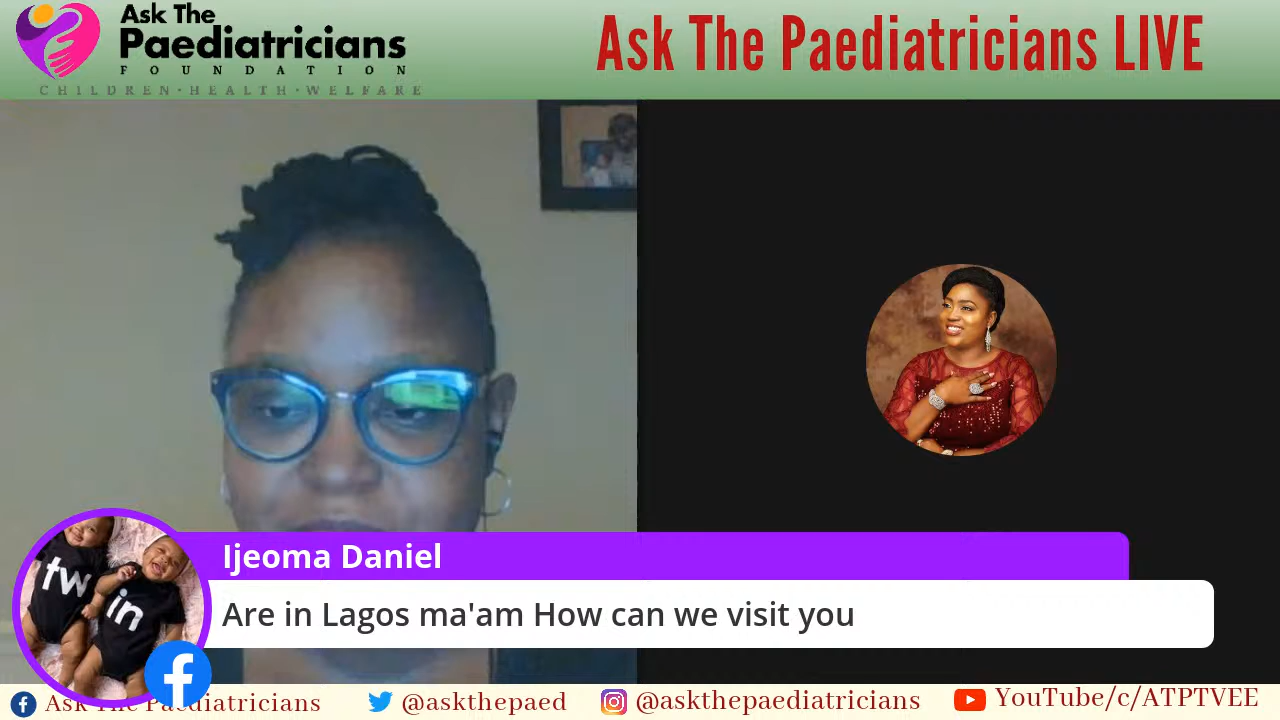 Ask The
Paediatricians
FOUNDATION
CHILDREN·HEALTH·WELFARE
Ask The Paediatricians LIVE
tw
in
Ijeoma Daniel
Are in Lagos ma'am How can we visit you
Ask The Paediatricians
@askthepaed
@askthepaediatricians
YouTube/c/ATPTVEE